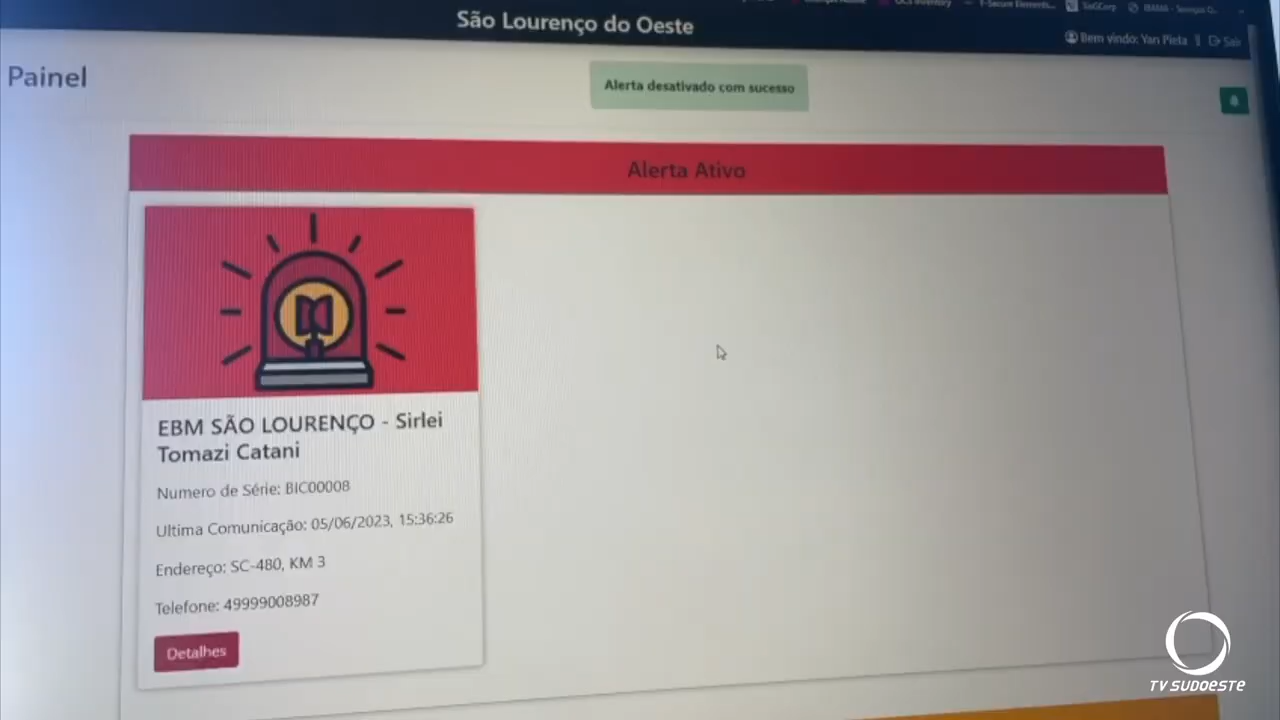 OCS Inventory
São Lourenço do Oeste
Bem vindo: Yan Pieta | Sair
Painel
Alerta desativado com sucesso
Alerta Ativo
EBM SÃO LOURENÇO - Sirlei
Tomazi Catani
Numero de Série: BIC00008
Ultima Comunicação: 05/06/2023, 15:36:26
Endereço: SC-480, KM 3
Telefone: 49999008987
Detalhes
TV SUDOESTE